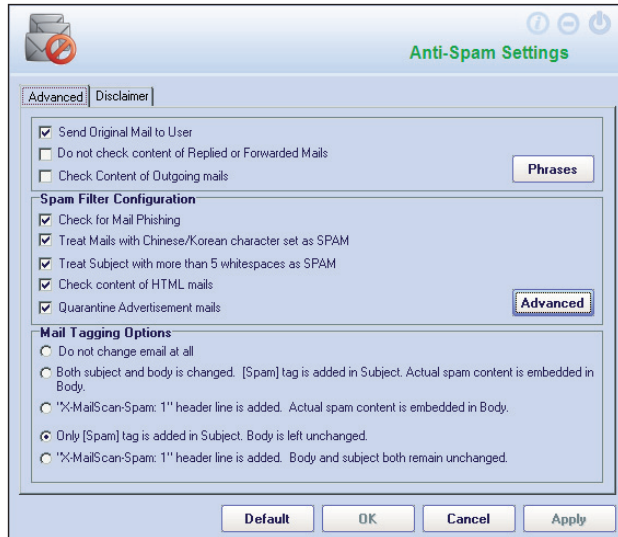 Anti-Spam Settings
Advanced
Disclaimer
Send Original Mail to User
Do not check content of Replied or Forwarded Mails
Check Content of Outgoing mails
Phrases
Spam Filter Configuration
Check for Mail Phishing
Treat Mails with Chinese/Korean character set as SPAM
Treat Subject with more than 5 whitespaces as SPAM
Check content of HTML mails
Quarantine Advertisement mails
Advanced
Mail Tagging Options
Do not change email at all
Both subject and body is changed. [Spam] tag is added in Subject. Actual spam content is embedded in
Body.
"X-MailScan-Spam: 1" header line is added. Actual spam content is embedded in Body.
Only [Spam] tag is added in Subject. Body is left unchanged.
"X-MailScan-Spam: 1" header line is added. Body and subject both remain unchanged.
Default
OK
Cancel
Apply